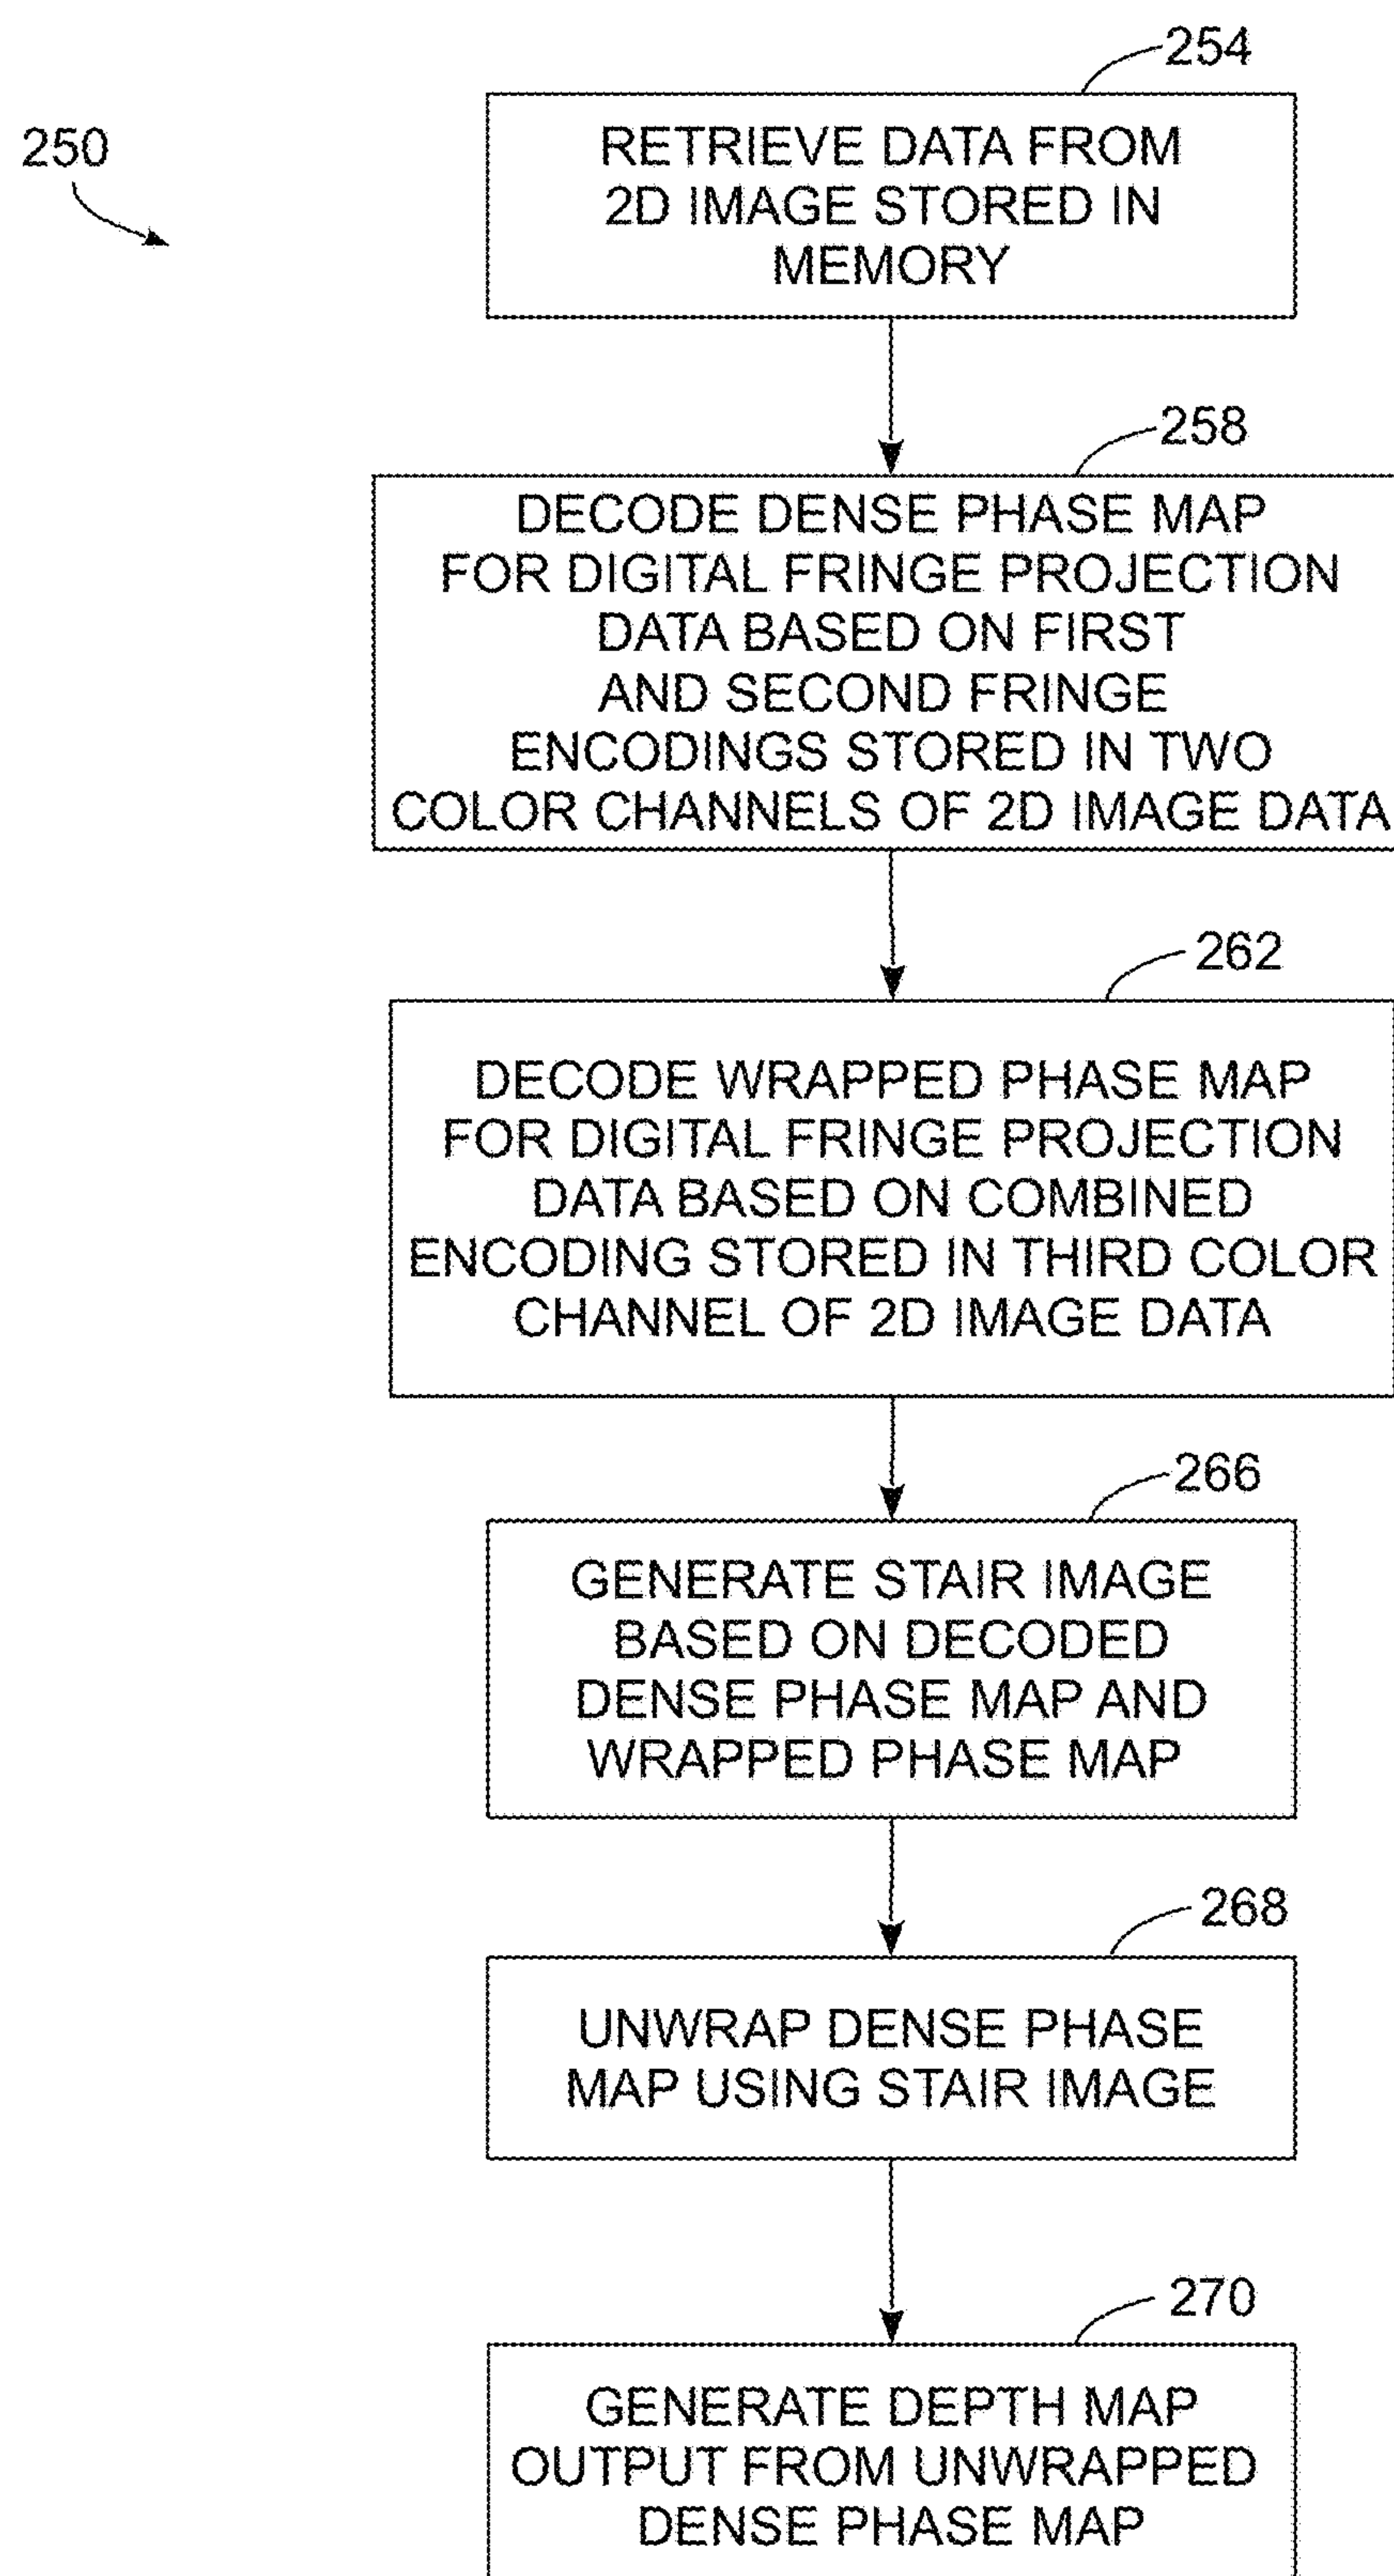 254
250
RETRIEVE DATA FROM
2D IMAGE STORED IN
MEMORY
258
DECODE DENSE PHASE MAP
FOR DIGITAL FRINGE PROJECTION
DATA BASED ON FIRST
AND SECOND FRINGE
ENCODINGS STORED IN TWO
COLOR CHANNELS OF 2D IMAGE DATA
262
DECODE WRAPPED PHASE MAP
FOR DIGITAL FRINGE PROJECTION
DATA BASED ON COMBINED
ENCODING STORED IN THIRD COLOR
CHANNEL OF 2D IMAGE DATA
266
GENERATE STAIR IMAGE
BASED ON DECODED
DENSE PHASE MAP AND
WRAPPED PHASE MAP
268
UNWRAP DENSE PHASE
MAP USING STAIR IMAGE
270
GENERATE DEPTH MAP
OUTPUT FROM UNWRAPPED
DENSE PHASE MAP